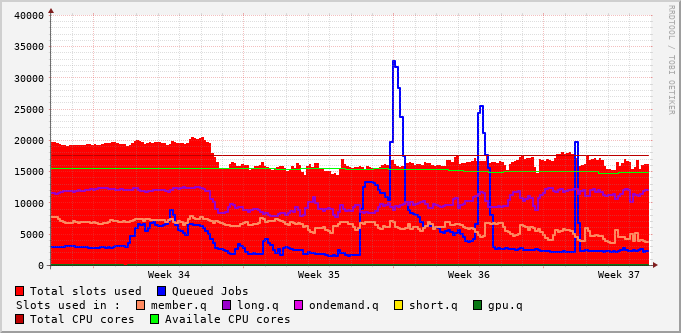 40000
35000
30000
25000
20000
15000
10000
5000
0
Week 34 Week 35 Week 36 Week 37
Total slots used Queued Jobs
Slots used in : member.q long.q ondemand.q short.q gpu.q
Total CPU cores Availale CPU cores
RRDTOOL / TOBI OETIKER